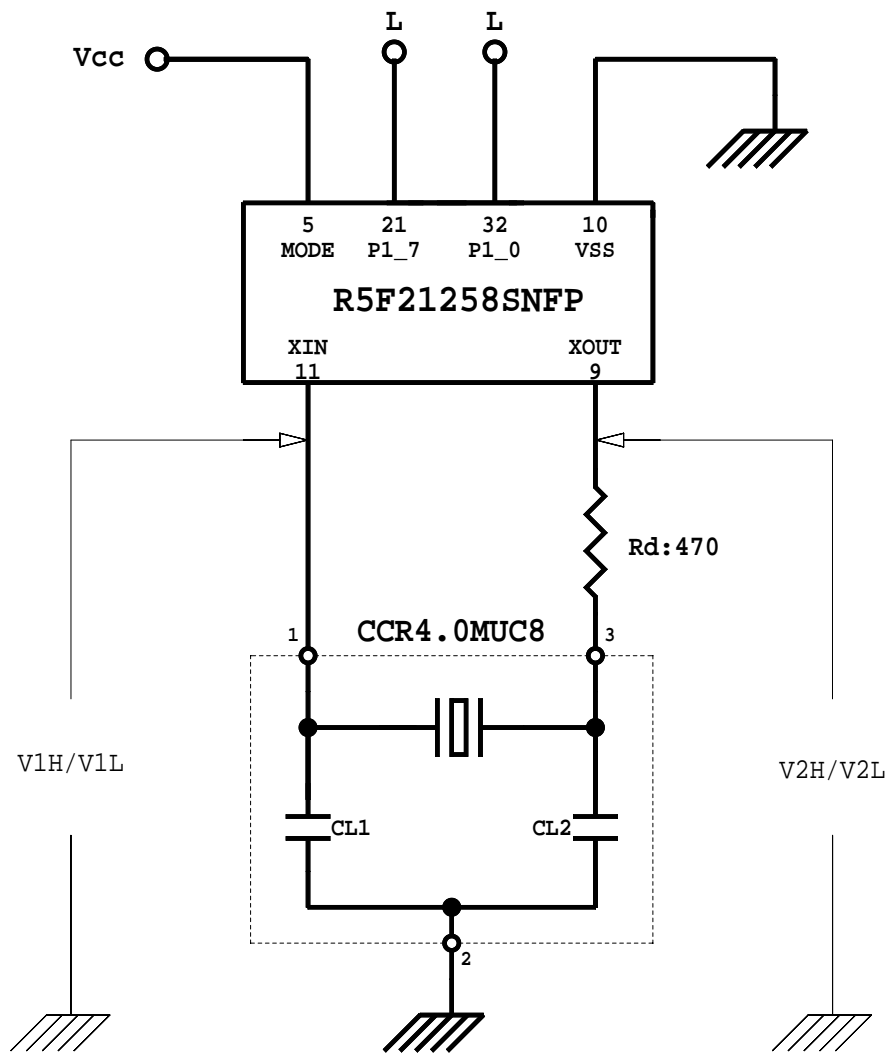 L L
Vcc
5 21 32 10
MODE P1_7 P1_0 VSS
R5F21258SNFP
XIN XOUT
11 9
Rd:470
1 CCR4.0MUC8 3
V1H/V1L V2H/V2L
CL1 CL2
2